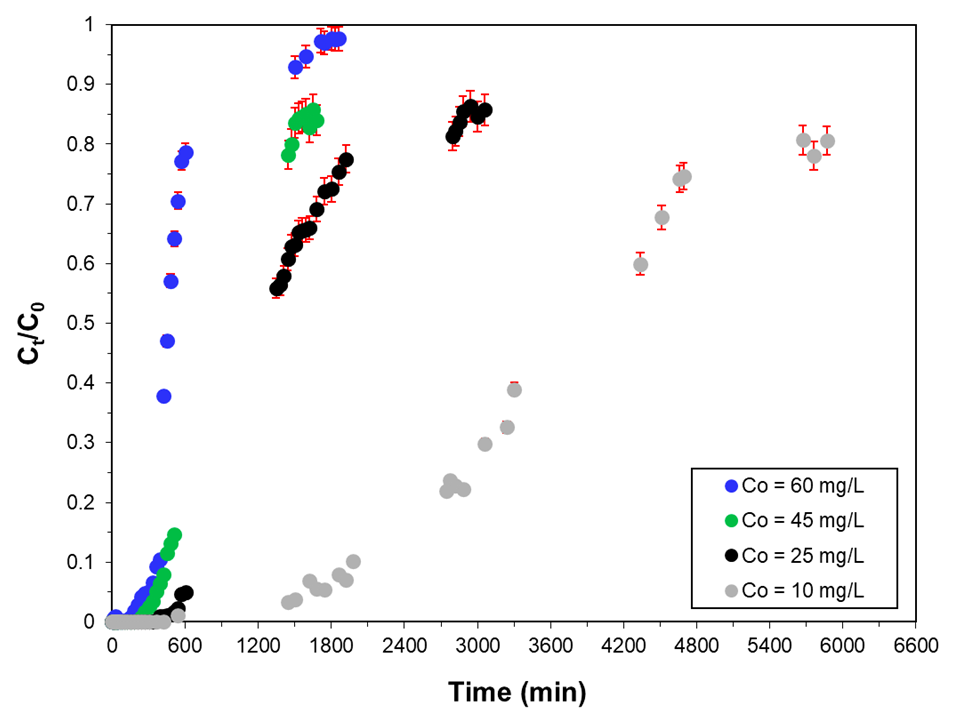 1
0.9
0.8
0.7
0.6
0.5
0.4
0.3
0.2
0.1
0
Ct/C0
0 600 1200 1800 2400 3000 3600 4200 4800 5400 6000 6600
Time (min)
Co = 60 mg/L
Co = 45 mg/L
Co = 25 mg/L
Co = 10 mg/L